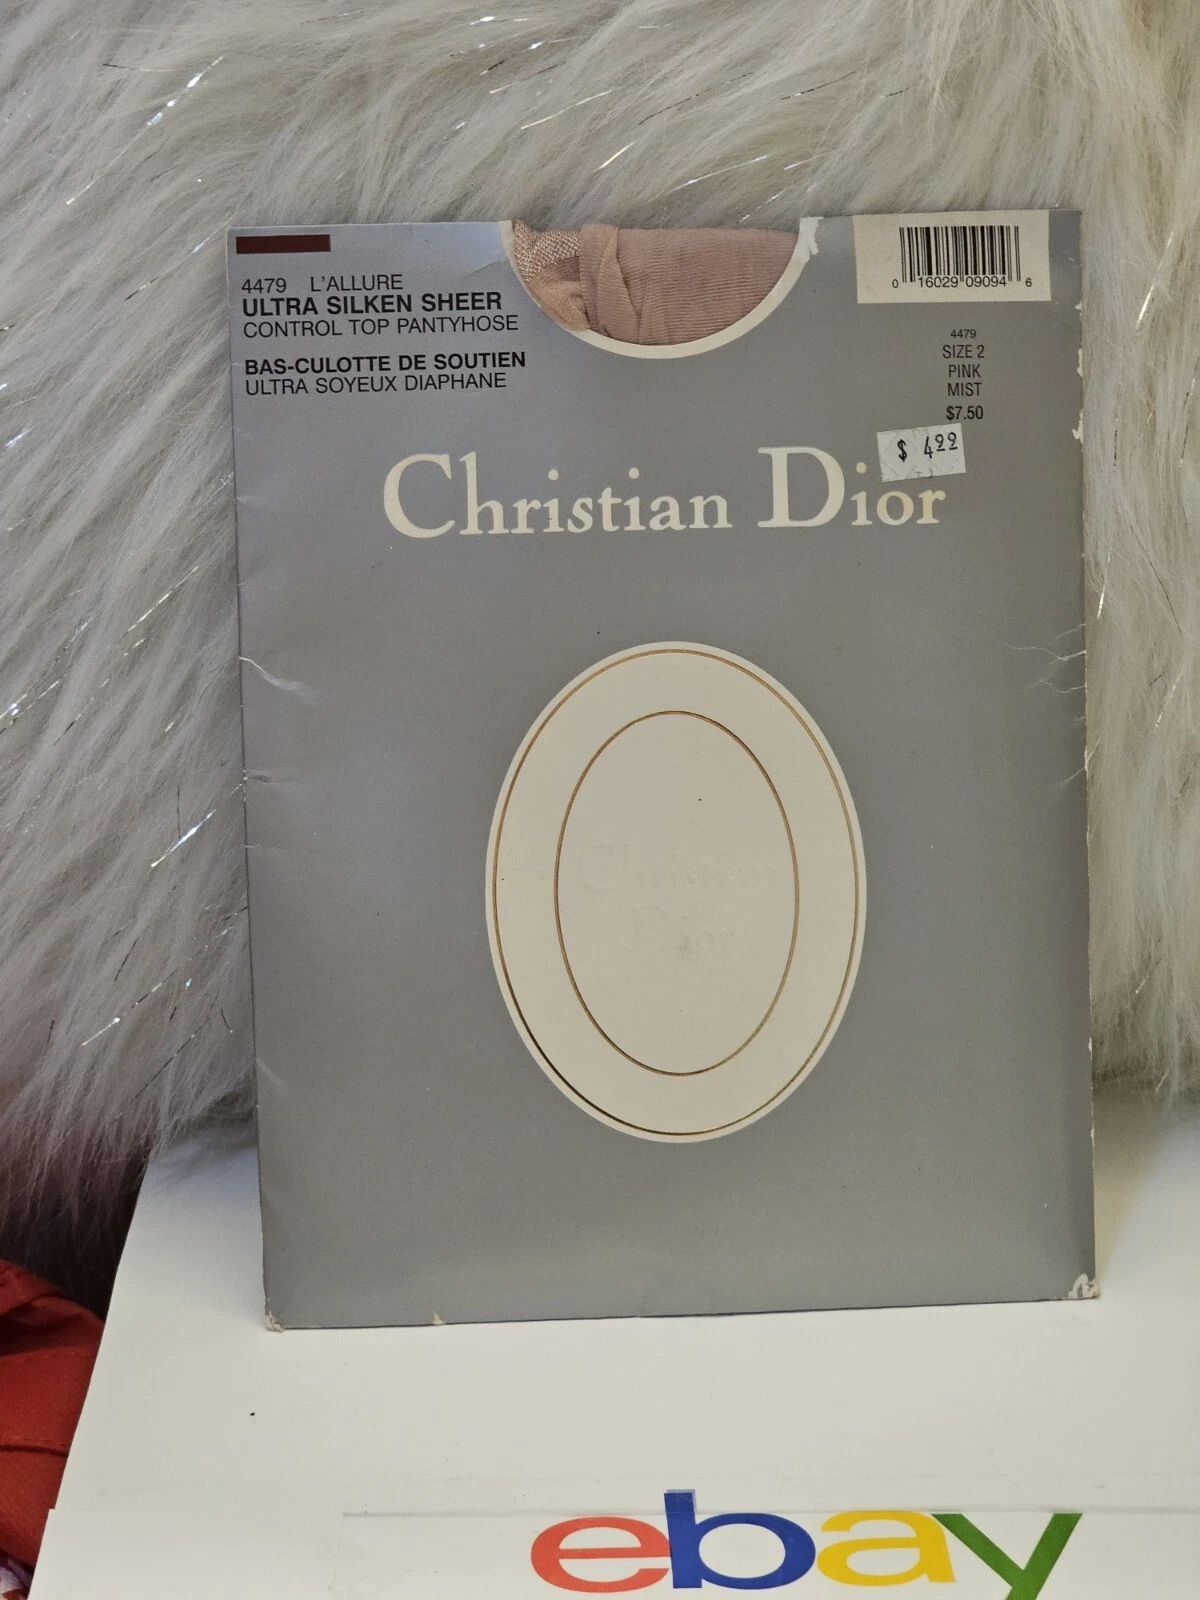 4479 L'ALLURE
ULTRA SILKEN SHEER
CONTROL TOP PANTYHOSE
BAS-CULOTTE DE SOUTIEN
ULTRA SOYEUX DIAPHANE
0 16029 09094 6
4479
SIZE 2
PINK
MIST
$7.50
$ 4.99
Christian Dior
Christian
Dior
ebay